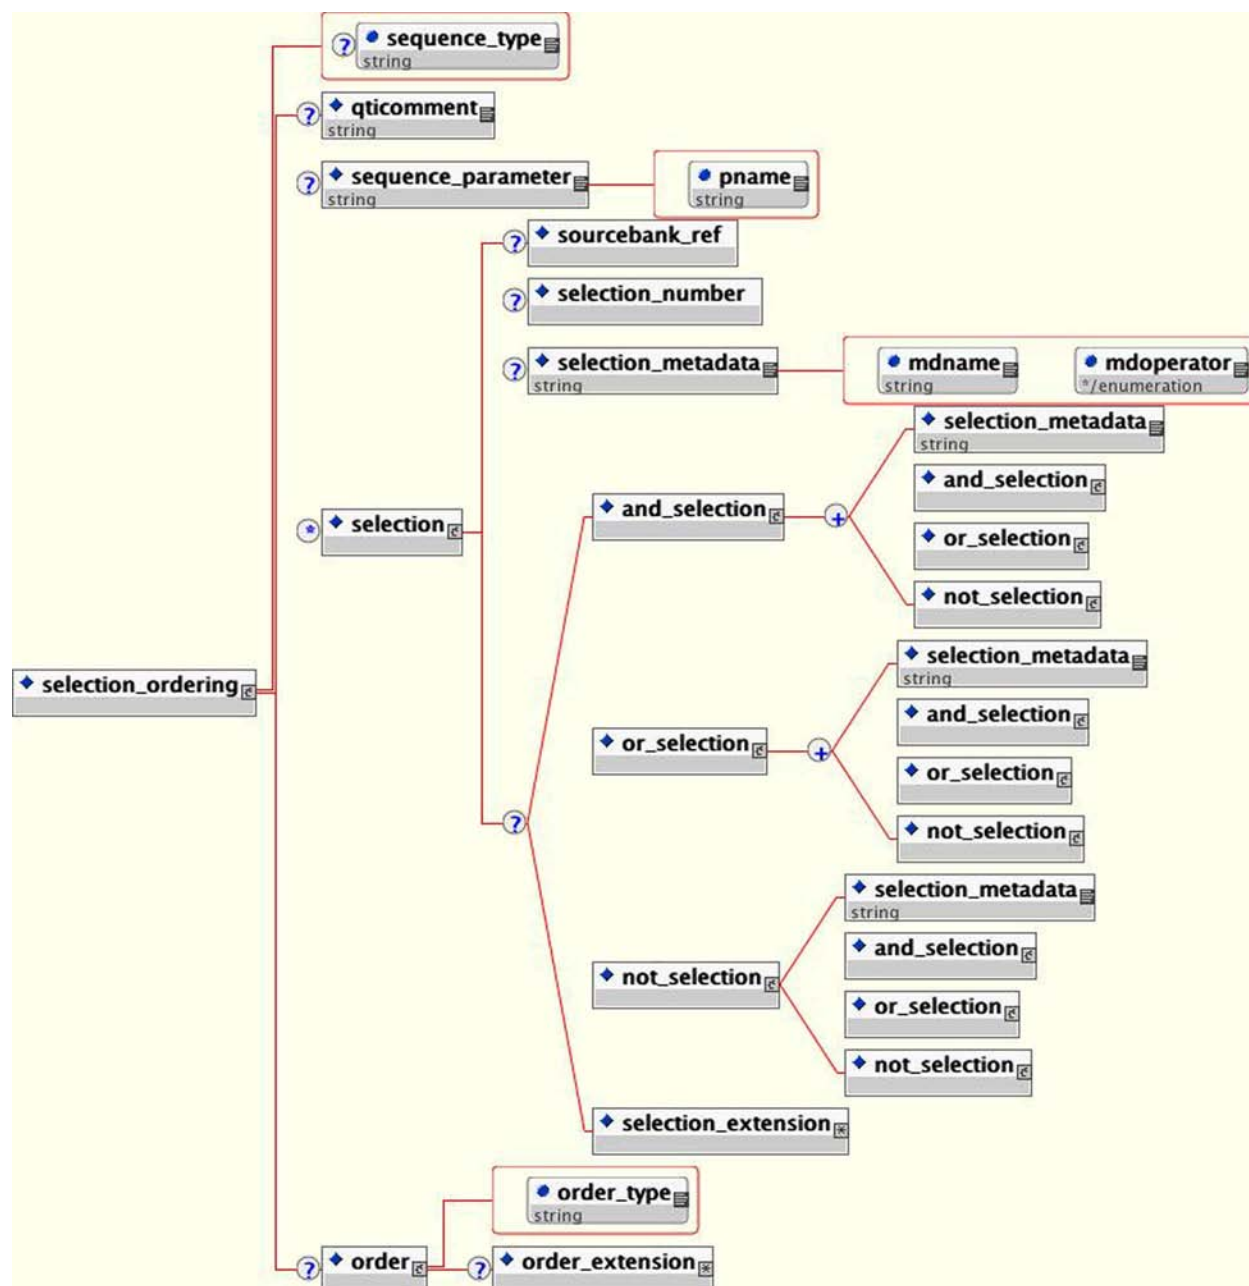 ? sequence_type
string
? qticomment
string
? sequence_parameter
string
pname
string
? sourcebank_ref
? selection_number
? selection_metadata
string
mdname
string
mdoperator
*/enumeration
* selection
and_selection
+
selection_metadata
string
and_selection
or_selection
not_selection
selection_ordering
or_selection
+
selection_metadata
string
and_selection
or_selection
not_selection
?
not_selection
selection_metadata
string
and_selection
or_selection
not_selection
selection_extension
order_type
string
? order
? order_extension